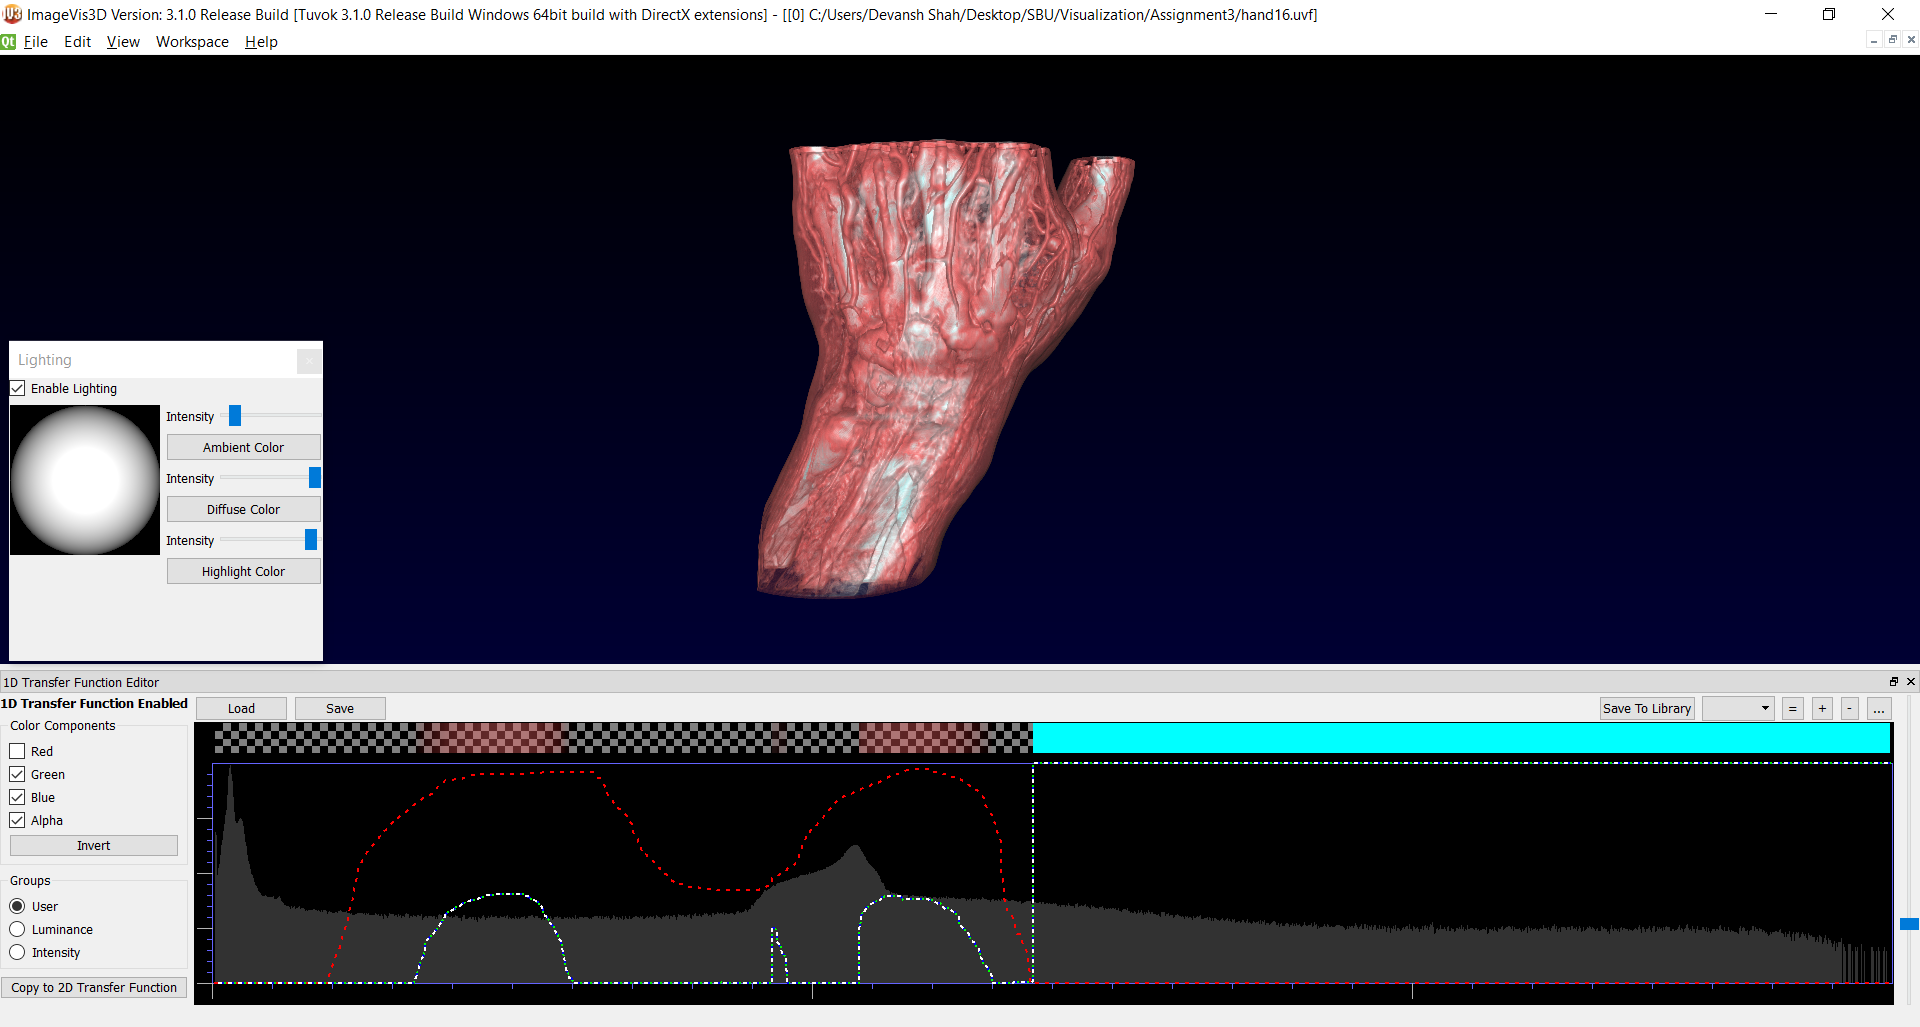 ImageVis3D Version: 3.1.0 Release Build [Tuvok 3.1.0 Release Build Windows 64bit build with DirectX extensions] - [[0] C:/Users/Devansh Shah/Desktop/SBU/Visualization/Assignment3/hand16.uvf]
Qt File Edit View Workspace Help
Lighting
Enable Lighting
Intensity
Ambient Color
Intensity
Diffuse Color
Intensity
Highlight Color
1D Transfer Function Editor
1D Transfer Function Enabled
Load Save Save To Library = + - ...
Color Components
Red
Green
Blue
Alpha
Invert
Groups
User
Luminance
Intensity
Copy to 2D Transfer Function